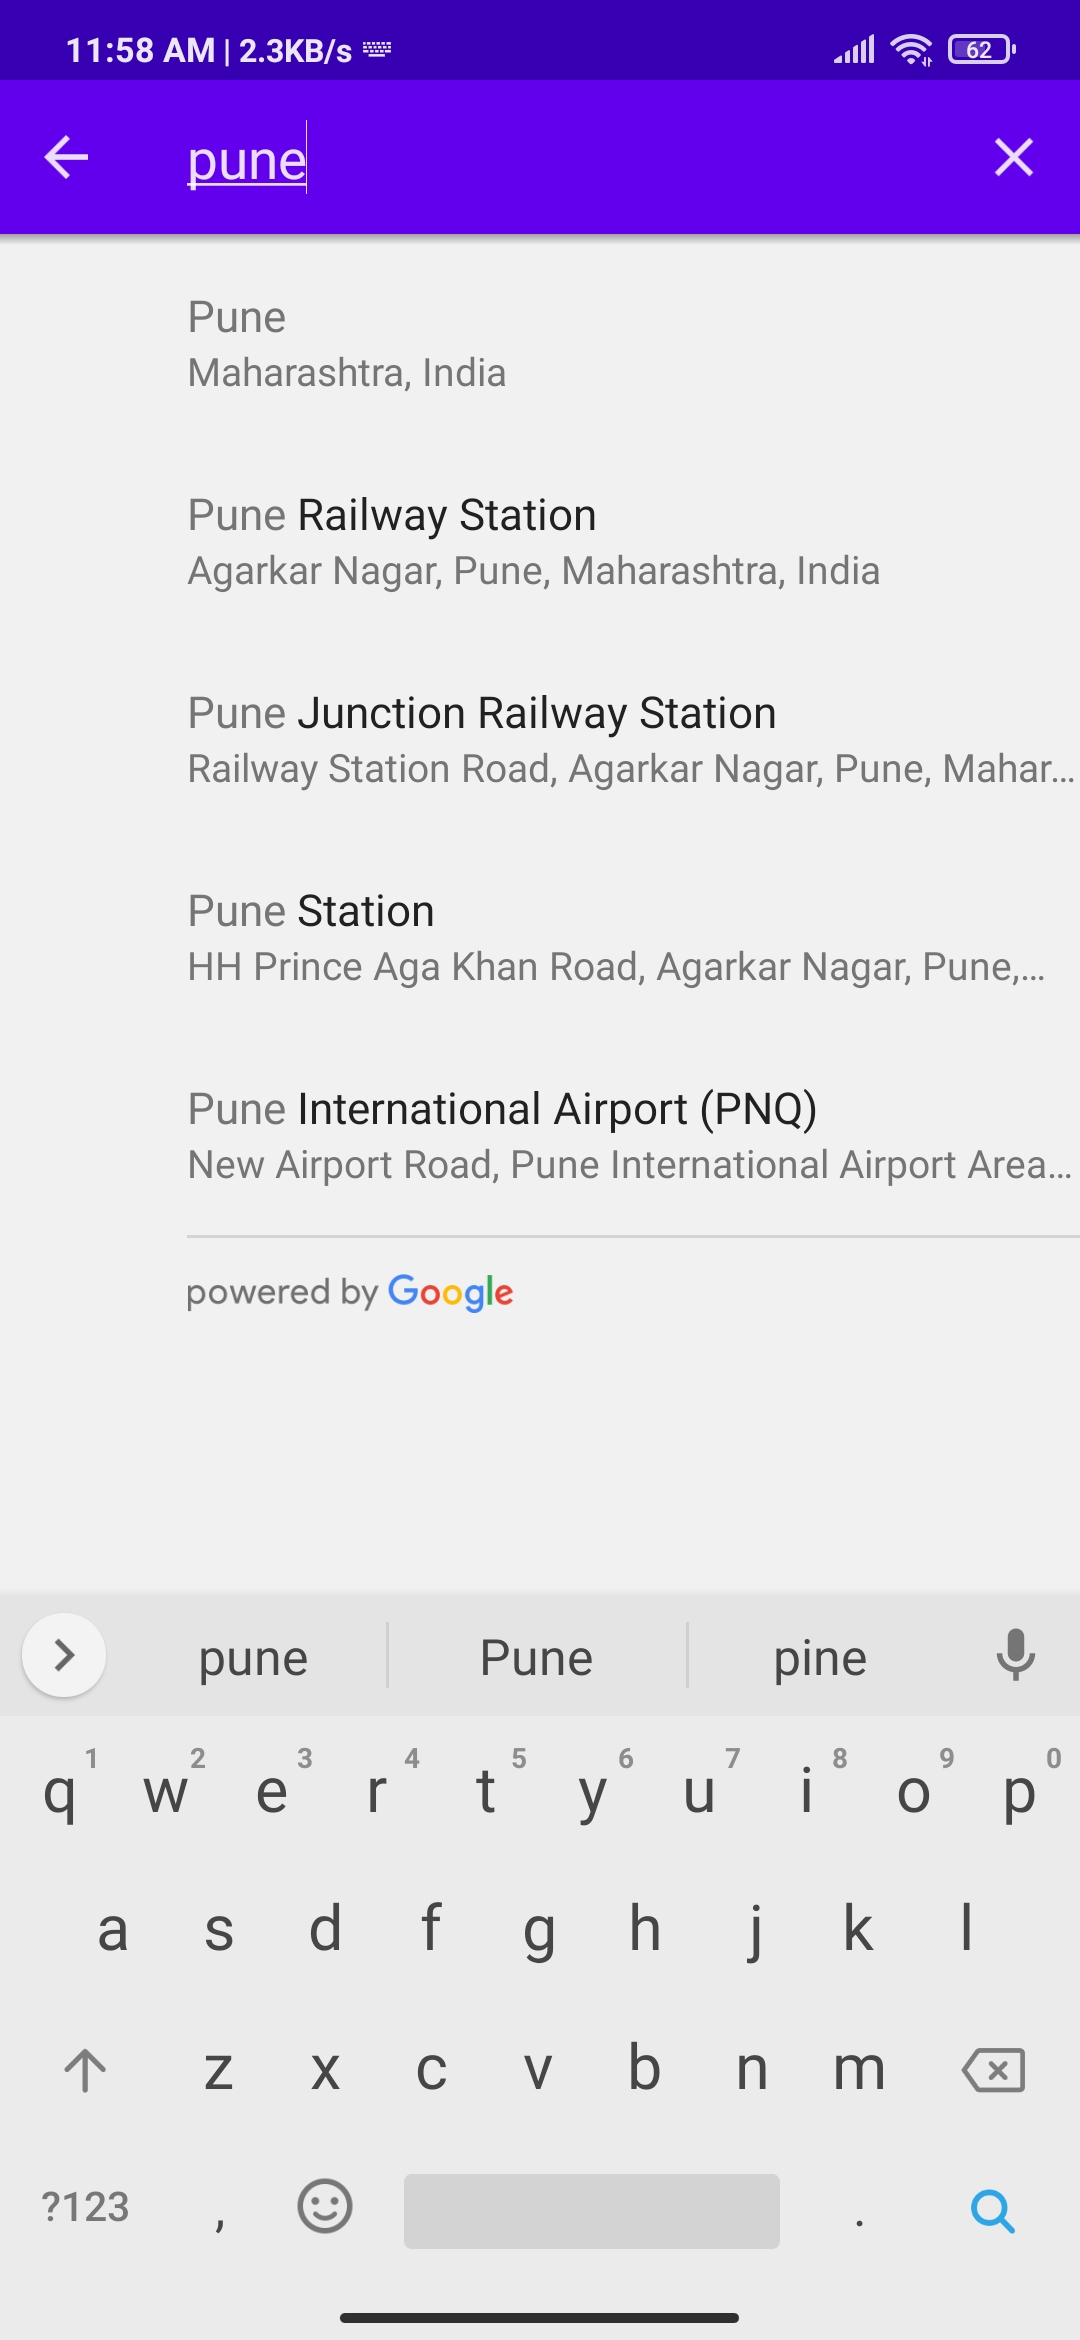 11:58 AM | 2.3KB/s 62
pune
Pune
Maharashtra, India
Pune Railway Station
Agarkar Nagar, Pune, Maharashtra, India
Pune Junction Railway Station
Railway Station Road, Agarkar Nagar, Pune, Mahar...
Pune Station
HH Prince Aga Khan Road, Agarkar Nagar, Pune,...
Pune International Airport (PNQ)
New Airport Road, Pune International Airport Area...
powered by Google
pune Pune pine
1 2 3 4 5 6 7 8 9 0
q w e r t y u i o p
a s d f g h j k l
z x c v b n m
?123 , .